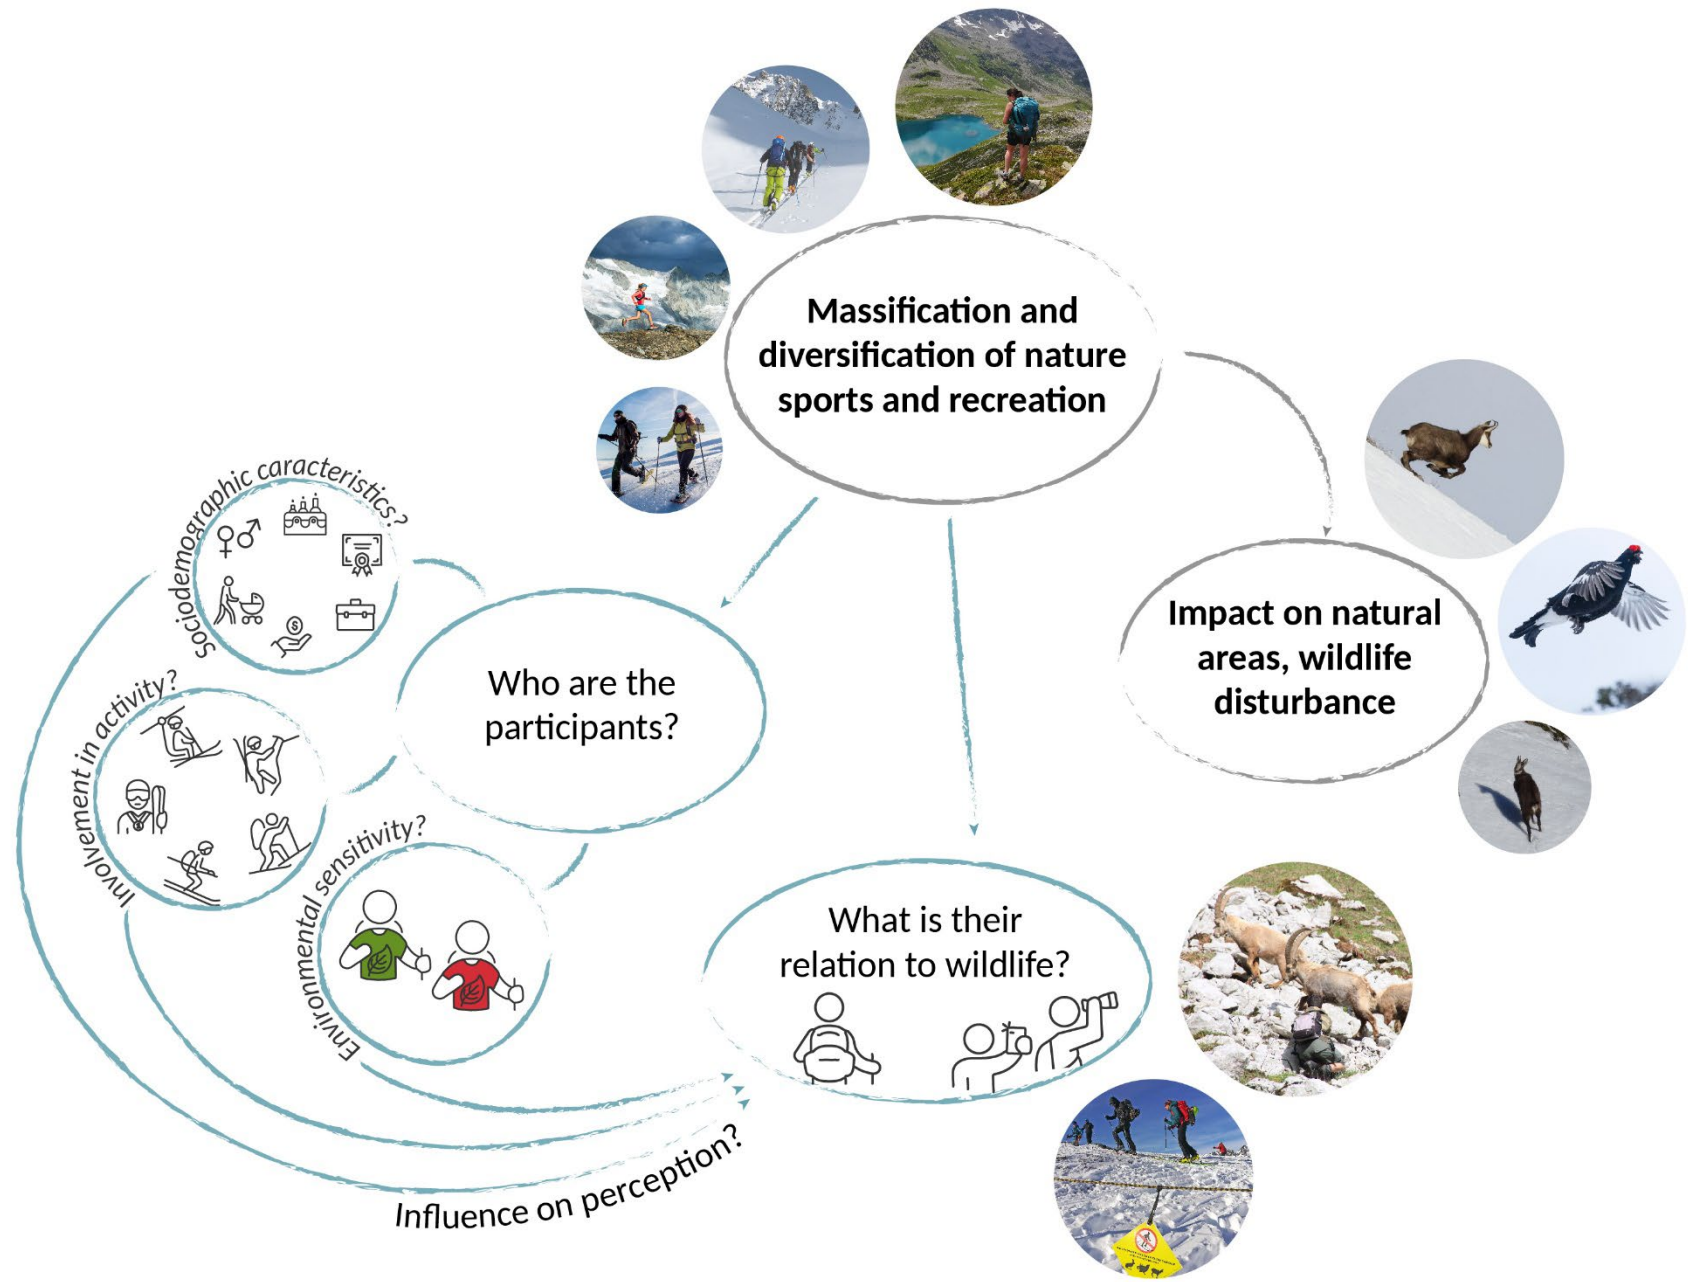 Massification and
diversification of nature
sports and recreation
Sociodemographic caracteristics?
Impact on natural
areas, wildlife
disturbance
Who are the
participants?
Involvement in activity?
Environmental sensitivity?
What is their
relation to wildlife?
Influence on perception?